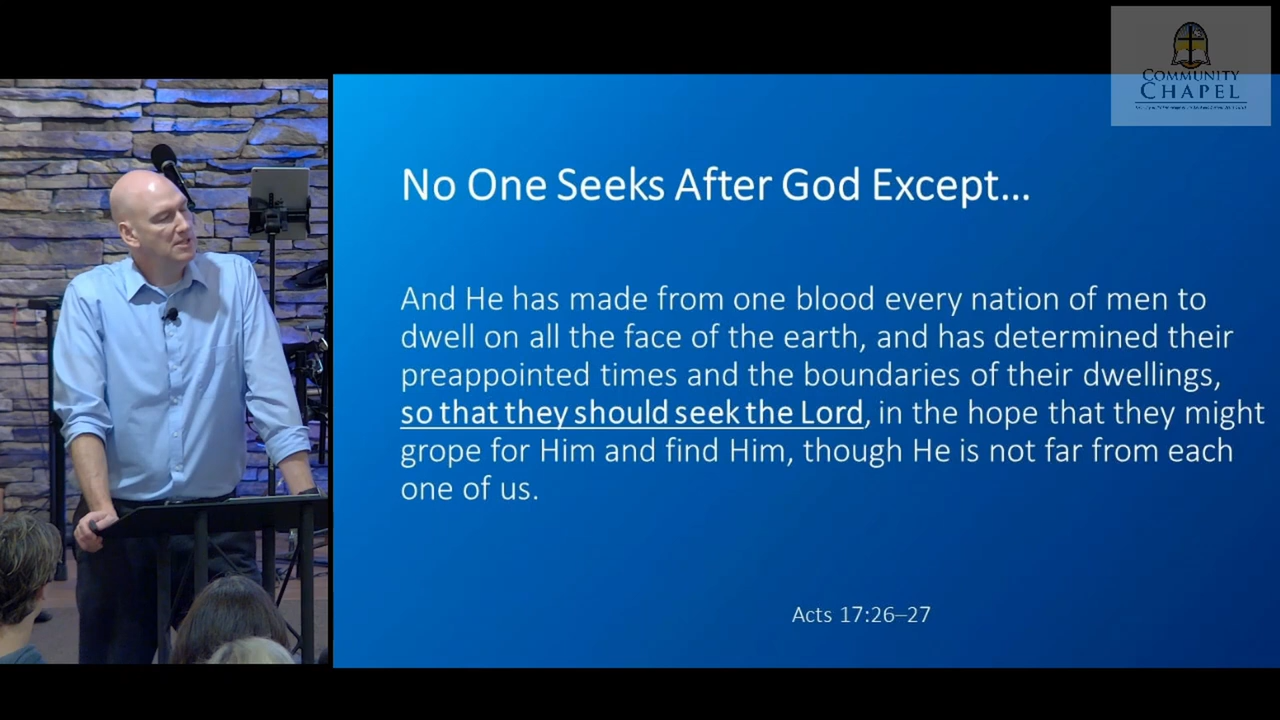 COMMUNITY
CHAPEL
No One Seeks After God Except…
And He has made from one blood every nation of men to
dwell on all the face of the earth, and has determined their
preappointed times and the boundaries of their dwellings,
so that they should seek the Lord, in the hope that they might
grope for Him and find Him, though He is not far from each
one of us.
Acts 17:26–27